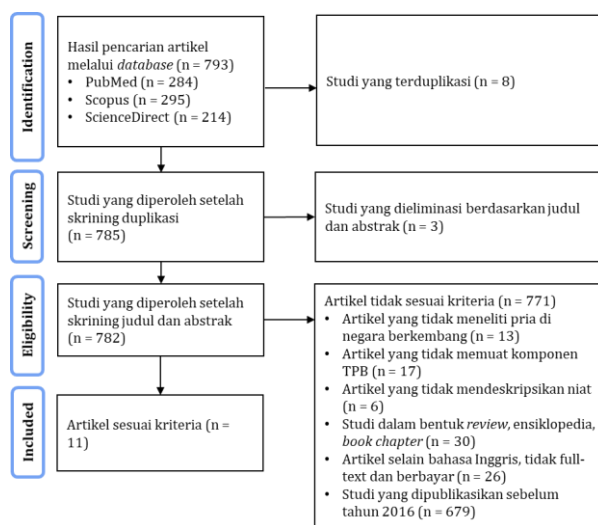 Identification
Hasil pencarian artikel
melalui database (n = 793)
• PubMed (n = 284)
• Scopus (n = 295)
• ScienceDirect (n = 214)
Studi yang terduplikasi (n = 8)
Screening
Studi yang diperoleh setelah
skrining duplikasi
(n = 785)
Studi yang dieliminasi berdasarkan judul
dan abstrak (n = 3)
Eligibility
Studi yang diperoleh setelah
skrining judul dan abstrak
(n = 782)
Artikel tidak sesuai kriteria (n = 771)
• Artikel yang tidak meneliti pria di
negara berkembang (n = 13)
• Artikel yang tidak memuat komponen
TPB (n = 17)
• Artikel yang tidak mendeskripsikan niat
(n = 6)
• Studi dalam bentuk review, ensiklopedia,
book chapter (n = 30)
• Artikel selain bahasa Inggris, tidak full-
text dan berbayar (n = 26)
• Studi yang dipublikasikan sebelum
tahun 2016 (n = 679)
Included
Artikel sesuai kriteria (n =
11)